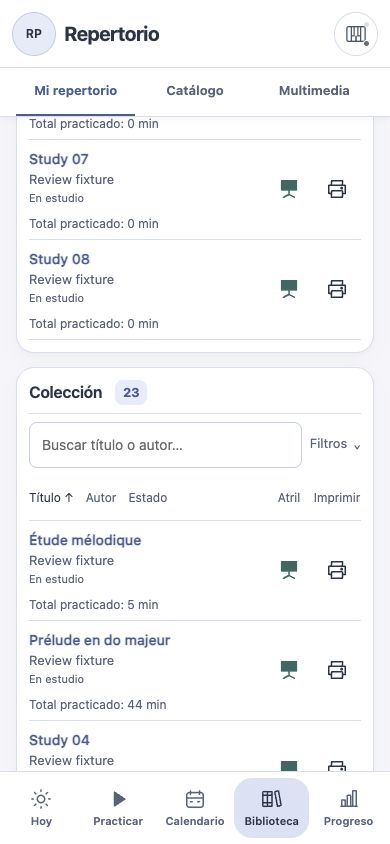 RP
Repertorio
Mi repertorio
Catálogo
Multimedia
Total practicado: 0 min
Study 07
Review fixture
En estudio
Total practicado: 0 min
Study 08
Review fixture
En estudio
Total practicado: 0 min
Colección 23
Buscar título o autor...
Filtros
Título ↑ Autor Estado Atril Imprimir
Étude mélodique
Review fixture
En estudio
Total practicado: 5 min
Prélude en do majeur
Review fixture
En estudio
Total practicado: 44 min
Study 04
Review fixture
Hoy
Practicar
Calendario
Biblioteca
Progreso